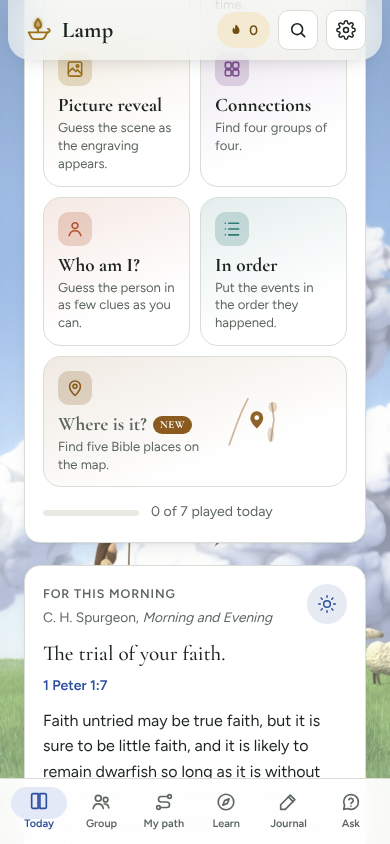 time.
Lamp
0
Picture reveal
Guess the scene as
the engraving
appears.
Connections
Find four groups of
four.
Who am I?
Guess the person in
as few clues as you
can.
In order
Put the events in
the order they
happened.
Where is it? NEW
Find five Bible places on
the map.
0 of 7 played today
FOR THIS MORNING
C. H. Spurgeon, Morning and Evening
The trial of your faith.
1 Peter 1:7
Faith untried may be true faith, but it is
sure to be little faith, and it is likely to
remain dwarfish so long as it is without
Today
Group
My path
Learn
Journal
Ask